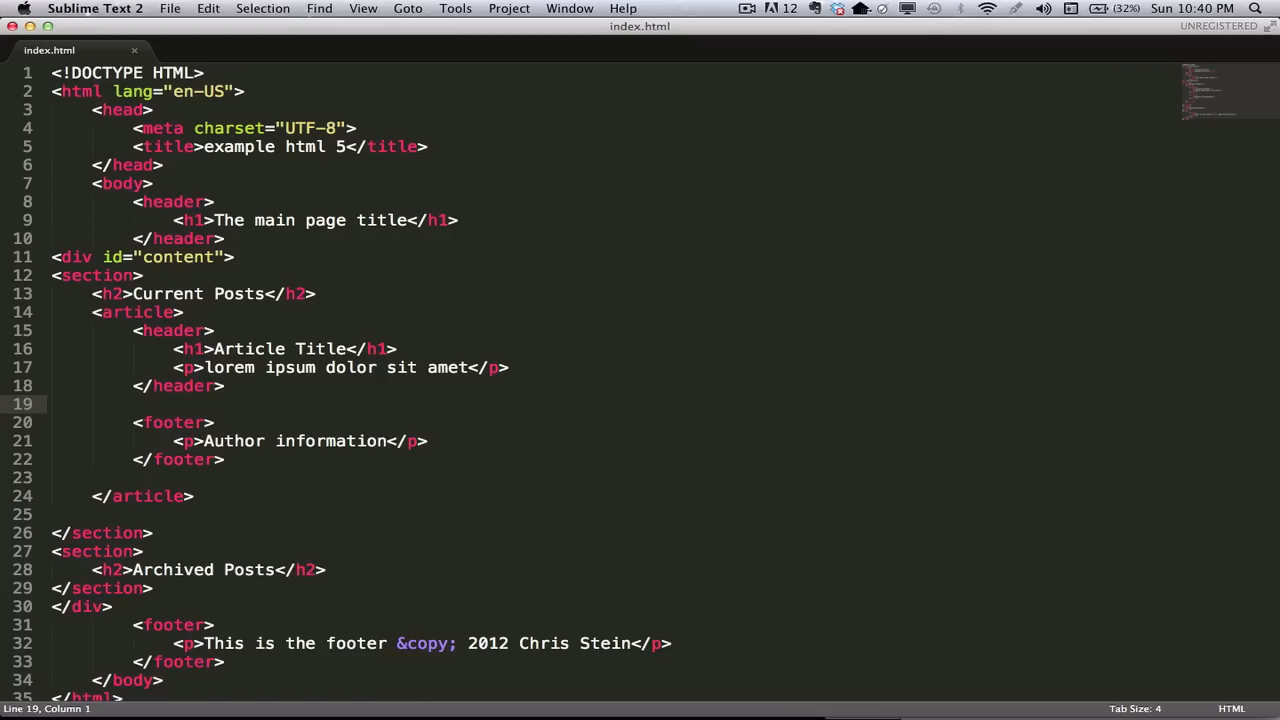 Sublime Text 2 File Edit Selection Find View Goto Tools Project Window Help 12 (32%) Sun 10:40 PM
index.html UNREGISTERED
index.html ×
1 <!DOCTYPE HTML>
2 <html lang="en-US">
3 <head>
4 <meta charset="UTF-8">
5 <title>example html 5</title>
6 </head>
7 <body>
8 <header>
9 <h1>The main page title</h1>
10 </header>
11 <div id="content">
12 <section>
13 <h2>Current Posts</h2>
14 <article>
15 <header>
16 <h1>Article Title</h1>
17 <p>lorem ipsum dolor sit amet</p>
18 </header>
19
20 <footer>
21 <p>Author information</p>
22 </footer>
23
24 </article>
25
26 </section>
27 <section>
28 <h2>Archived Posts</h2>
29 </section>
30 </div>
31 <footer>
32 <p>This is the footer &copy; 2012 Chris Stein</p>
33 </footer>
34 </body>
35 </html>
Line 19, Column 1 Tab Size: 4 HTML